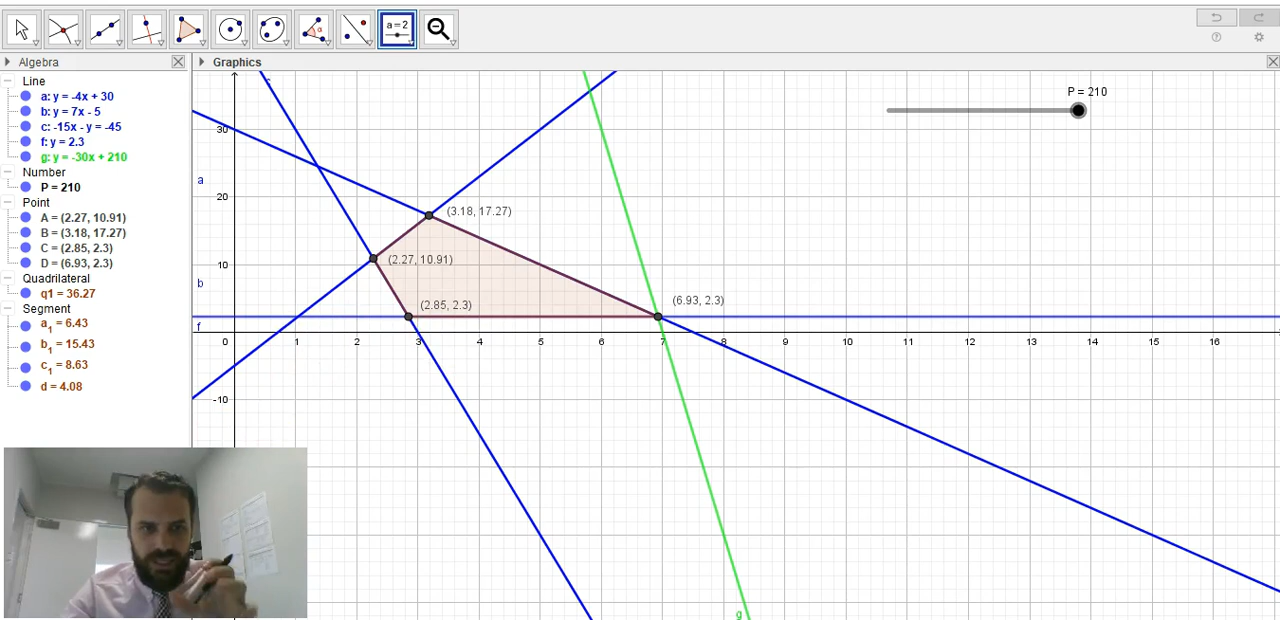 a=2
Algebra
Graphics
Line
a: y = -4x + 30
b: y = 7x - 5
c: -15x - y = -45
f: y = 2.3
g: y = -30x + 210
Number
P = 210
Point
A = (2.27, 10.91)
B = (3.18, 17.27)
C = (2.85, 2.3)
D = (6.93, 2.3)
Quadrilateral
q1 = 36.27
Segment
a₁ = 6.43
b₁ = 15.43
c₁ = 8.63
d = 4.08
P = 210
30
a
20
(3.18, 17.27)
10
(2.27, 10.91)
b
(2.85, 2.3)
(6.93, 2.3)
f
0 1 2 3 4 5 6 7 8 9 10 11 12 13 14 15 16
-10
g